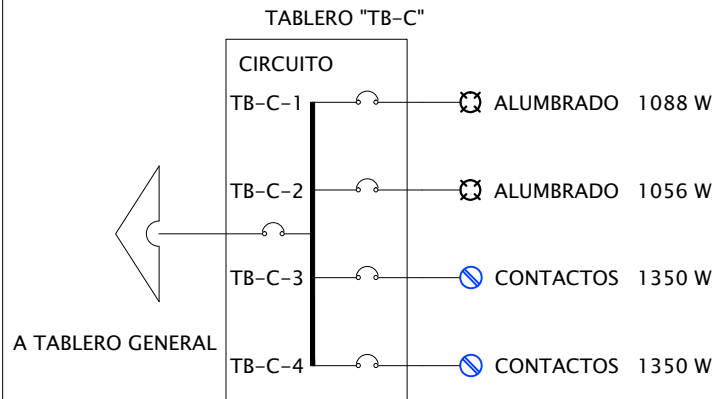 TABLERO "TB-C"
CIRCUITO
TB-C-1 ALUMBRADO 1088 W
TB-C-2 ALUMBRADO 1056 W
TB-C-3 CONTACTOS 1350 W
A TABLERO GENERAL
TB-C-4 CONTACTOS 1350 W